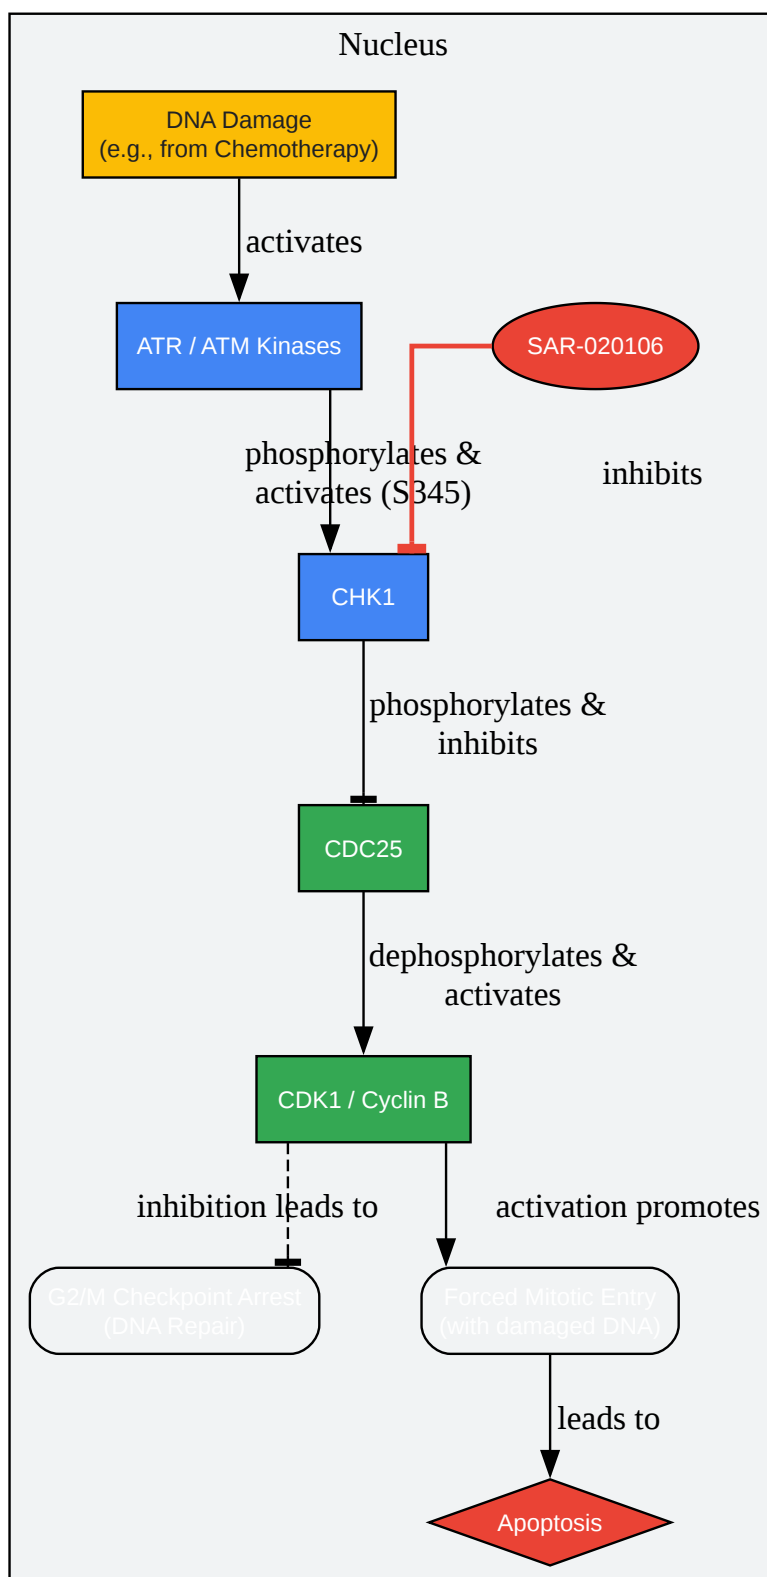 Nucleus
DNA Damage
(e.g., from Chemotherapy)
activates
ATR / ATM Kinases
SAR-020106
phosphorylates &
activates (S345)
inhibits
CHK1
phosphorylates &
inhibits
CDC25
dephosphorylates &
activates
CDK1 / Cyclin B
inhibition leads to
activation promotes
G2/M Checkpoint Arrest
(DNA Repair)
Forced Mitotic Entry
(with damaged DNA)
leads to
Apoptosis